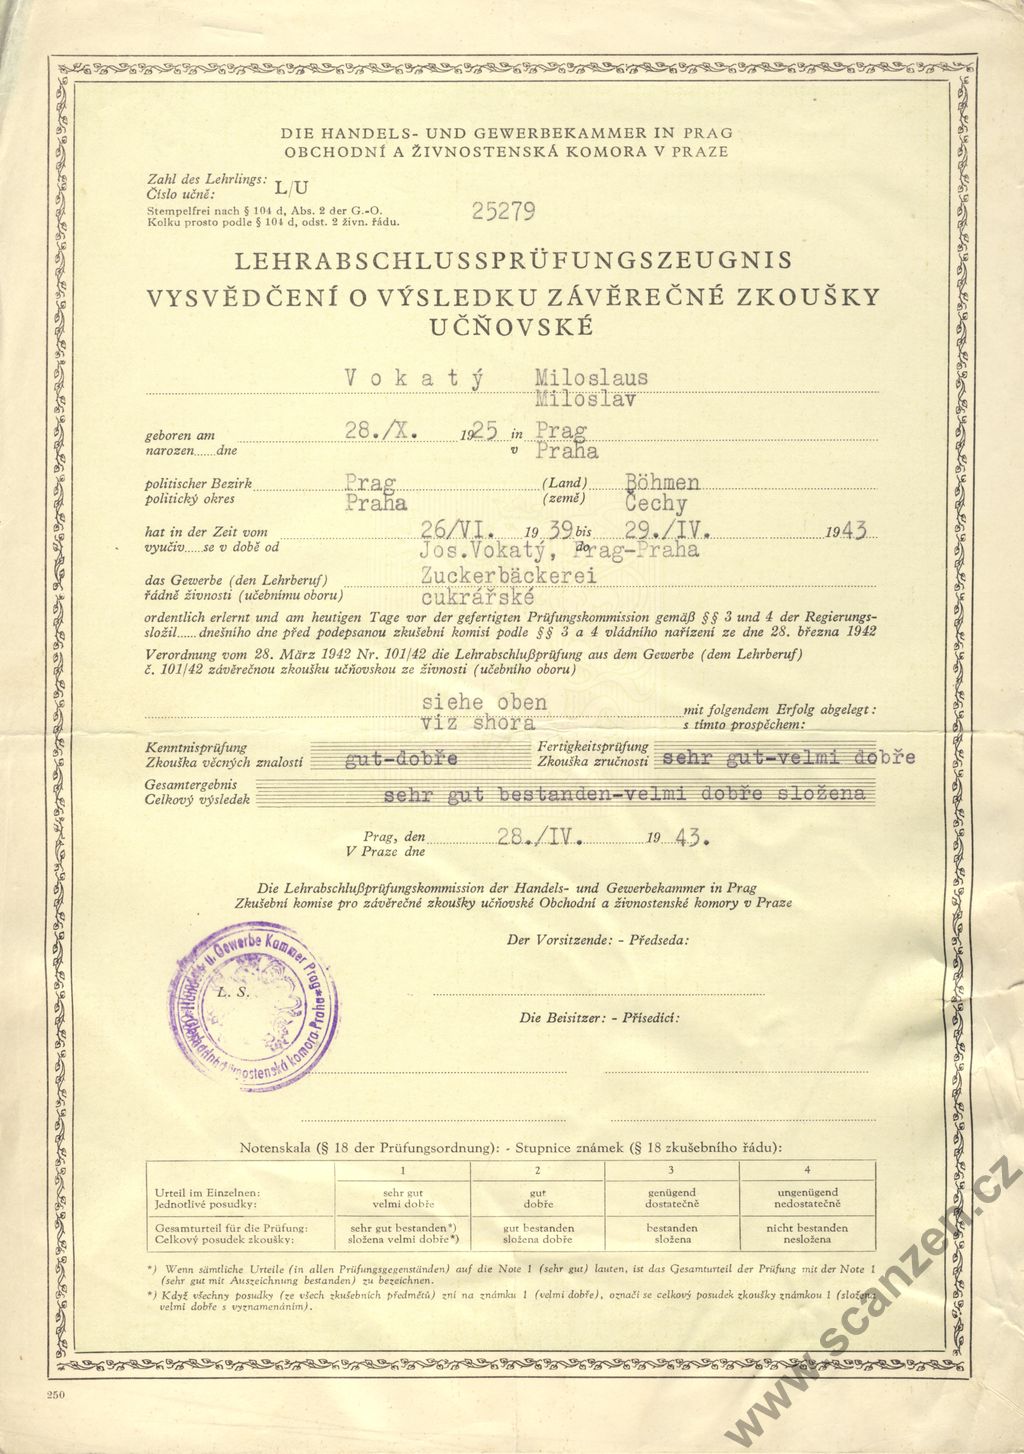 DIE HANDELS- UND GEWERBEKAMMER IN PRAG
OBCHODNÍ A ŽIVNOSTENSKÁ KOMORA V PRAZE
Zahl des Lehrlings:
Číslo učně:
L/U
Stempelfrei nach § 104 d, Abs. 2 der G.-O.
Kolku prosto podle § 104 d, odst. 2 živn. řádu.
25279
LEHRABSCHLUSSPRÜFUNGSZEUGNIS
VYSVĚDČENÍ O VÝSLEDKU ZÁVĚREČNÉ ZKOUŠKY
UČŇOVSKÉ
Vokatý Miloslaus
Miloslav
geboren am 28./X. 1925 in Prag
narozen......dne v Praha
politischer Bezirk Prag (Land) Böhmen
politický okres Praha (země) Čechy
hat in der Zeit vom 26/VI. 1939 bis 29./IV. 1943
vyučiv......se v době od Jos.Vokatý, do Prag-Praha
das Gewerbe (den Lehrberuf) Zuckerbäckerei
řádně živnosti (učebnímu oboru) cukrářské
ordentlich erlernt und am heutigen Tage vor der gefertigten Prüfungskommission gemäß §§ 3 und 4 der Regierungs-
složil......dnešního dne před podepsanou zkušební komisí podle §§ 3 a 4 vládního nařízení ze dne 28. března 1942
Verordnung vom 28. März 1942 Nr. 101/42 die Lehrabschlußprüfung aus dem Gewerbe (dem Lehrberuf)
č. 101/42 závěrečnou zkoušku učňovskou ze živnosti (učebního oboru)
siehe oben mit folgendem Erfolg abgelegt:
viz shora s tímto prospěchem:
Kenntnisprüfung
Zkouška věcných znalostí gut-dobře
Fertigkeitsprüfung
Zkouška zručnosti sehr gut-velmi dobře
Gesamtergebnis
Celkový výsledek sehr gut bestanden-velmi dobře složena
Prag, den 28./IV. 1943.
V Praze dne
Die Lehrabschlußprüfungskommission der Handels- und Gewerbekammer in Prag
Zkušební komise pro závěrečné zkoušky učňovské Obchodní a živnostenské komory v Praze
Der Vorsitzende: - Předseda:
Handels u. Gewerbe Kammer Prag
Obchodní a živnostenská komora Praha
L. S.
Die Beisitzer: - Přísedící:
Notenskala (§ 18 der Prüfungsordnung): - Stupnice známek (§ 18 zkušebního řádu):
1 2 3 4
Urteil im Einzelnen: sehr gut gut genügend ungenügend
Jednotlivé posudky: velmi dobře dobře dostatečně nedostatečně
Gesamturteil für die Prüfung: sehr gut bestanden*) gut bestanden bestanden nicht bestanden
Celkový posudek zkoušky: složena velmi dobře*) složena dobře složena nesložena
*) Wenn sämtliche Urteile (in allen Prüfungsgegenständen) auf die Note 1 (sehr gut) lauten, ist das Gesamturteil der Prüfung mit der Note 1
(sehr gut mit Auszeichnung bestanden) zu bezeichnen.
*) Když všechny posudky (ze všech zkušebních předmětů) zní na známku 1 (velmi dobře), označí se celkový posudek zkoušky známkou 1 (složena
velmi dobře s vyznamenáním).
250
www.scanzen.cz